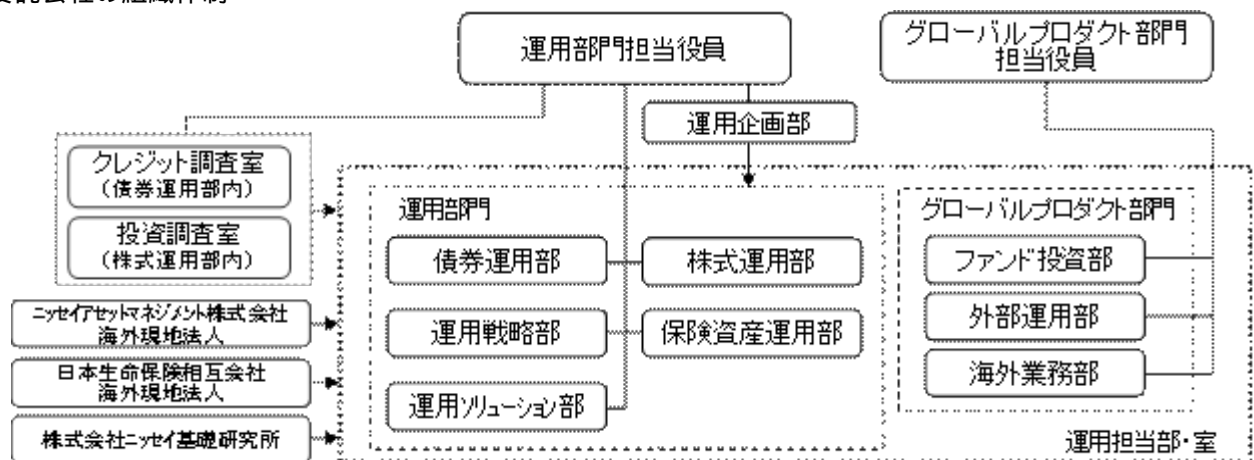 運用部門担当役員
グローバルプロダクト部門
担当役員
運用企画部
クレジット調査室
(債券運用部内)
投資調査室
(株式運用部内)
ニッセイアセットマネジメント株式会社
海外現地法人
日本生命保険相互会社
海外現地法人
株式会社ニッセイ基礎研究所
運用部門
債券運用部
株式運用部
運用戦略部
保険資産運用部
運用ソリューション部
グローバルプロダクト部門
ファンド投資部
外部運用部
海外業務部
運用担当部・室